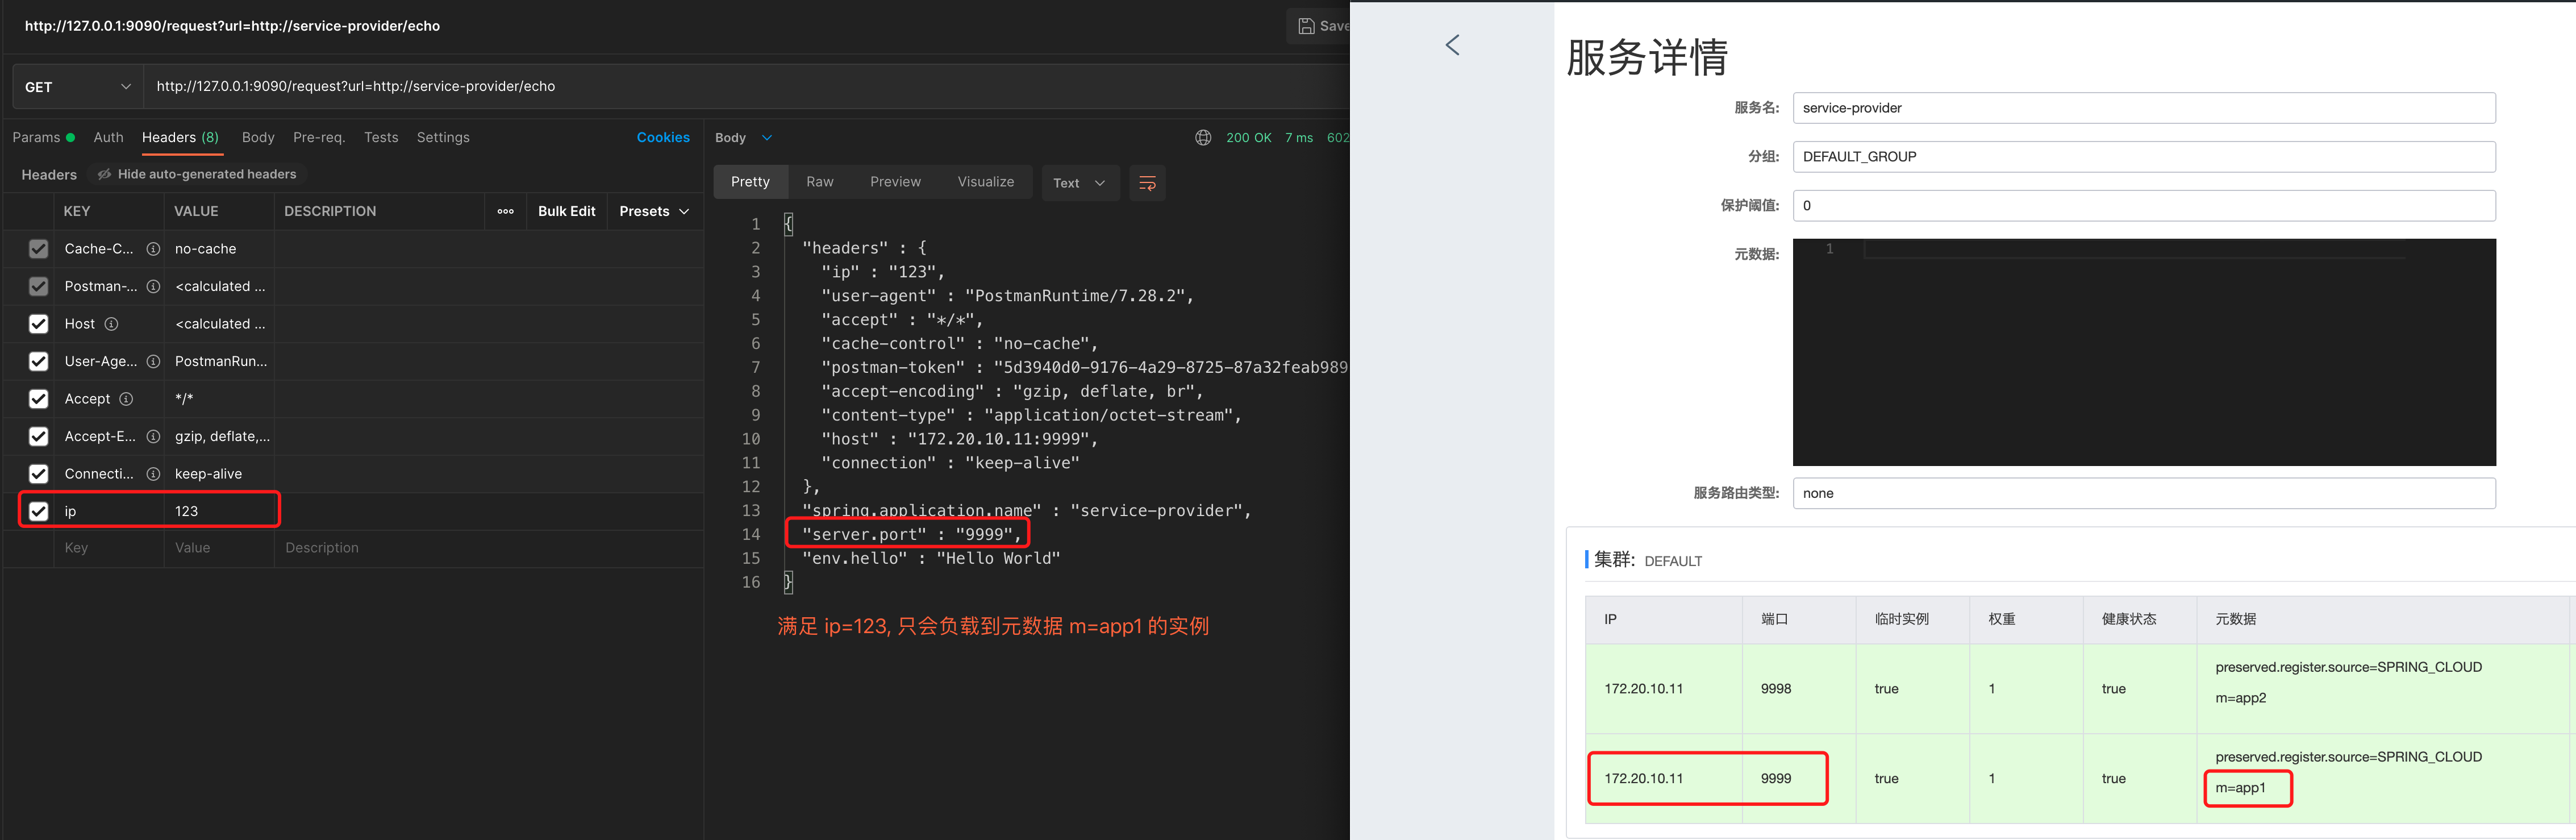 http://127.0.0.1:9090/request?url=http://service-provider/echo
Save
GET
http://127.0.0.1:9090/request?url=http://service-provider/echo
Params Auth Headers (8) Body Pre-req. Tests Settings Cookies
Headers Hide auto-generated headers
KEY VALUE DESCRIPTION ooo Bulk Edit Presets
Cache-C... no-cache
Postman-... <calculated ...
Host <calculated ...
User-Age... PostmanRun...
Accept */*
Accept-E... gzip, deflate,...
Connecti... keep-alive
ip 123
Key Value Description
Body 200 OK 7 ms 602
Pretty Raw Preview Visualize Text
1 {
2 "headers" : {
3 "ip" : "123",
4 "user-agent" : "PostmanRuntime/7.28.2",
5 "accept" : "*/*",
6 "cache-control" : "no-cache",
7 "postman-token" : "5d3940d0-9176-4a29-8725-87a32feab989
8 "accept-encoding" : "gzip, deflate, br",
9 "content-type" : "application/octet-stream",
10 "host" : "172.20.10.11:9999",
11 "connection" : "keep-alive"
12 },
13 "spring.application.name" : "service-provider",
14 "server.port" : "9999",
15 "env.hello" : "Hello World"
16 }
满足 ip=123, 只会负载到元数据 m=app1 的实例
服务详情
服务名: service-provider
分组: DEFAULT_GROUP
保护阈值: 0
元数据: 1
服务路由类型: none
集群: DEFAULT
IP 端口 临时实例 权重 健康状态 元数据
172.20.10.11 9998 true 1 true preserved.register.source=SPRING_CLOUD
m=app2
172.20.10.11 9999 true 1 true preserved.register.source=SPRING_CLOUD
m=app1